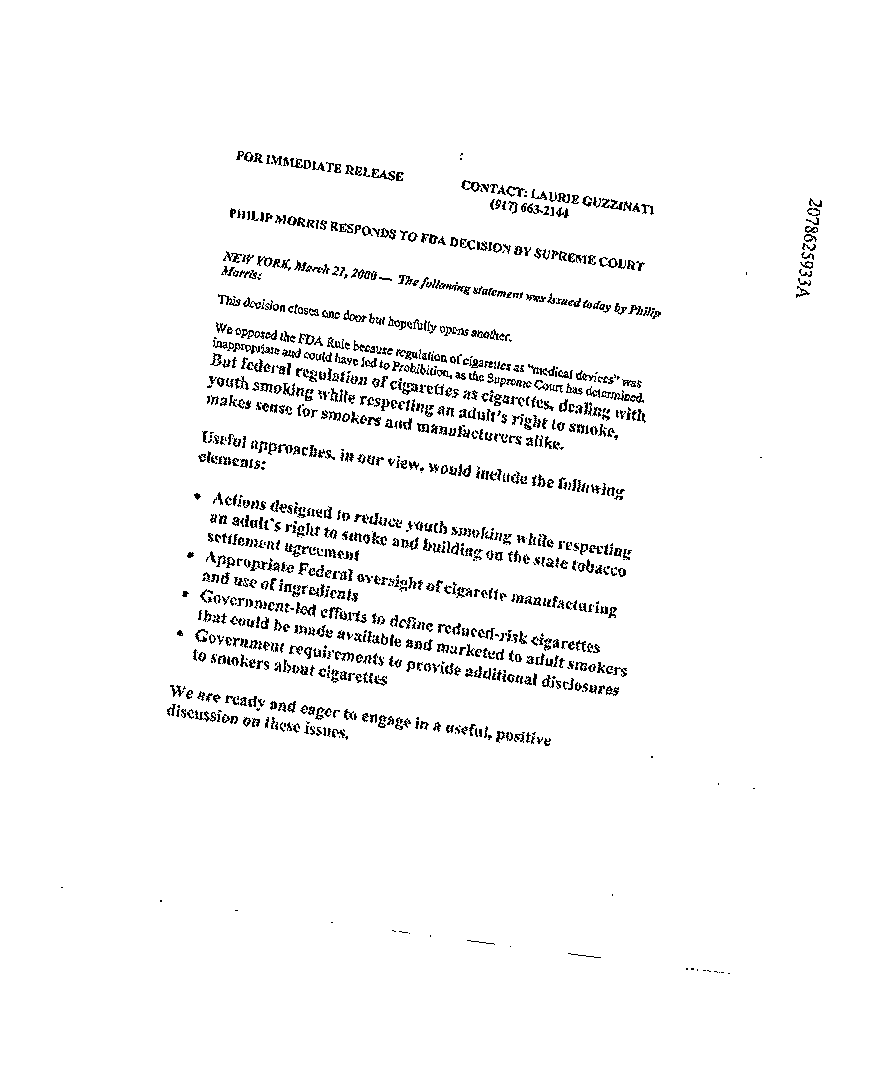 FOR IMMEDIATE RELEASE
CONTACT: LAURIE GUZZINATI
(917) 663-2144
PHILIP MORRIS RESPONDS TO FDA DECISION BY SUPREME COURT
NEW YORK, March 21, 2000 — The following statement was issued today by Philip
Morris:
This decision closes one door but hopefully opens another.
We opposed the FDA Rule because regulation of cigarettes as "medical devices" was
inappropriate and could have led to Prohibition, as the Supreme Court has determined.
But federal regulation of cigarettes as cigarettes, dealing with
youth smoking while respecting an adult's right to smoke,
makes sense for smokers and manufacturers alike.
Useful approaches, in our view, would include the following
elements:
• Actions designed to reduce youth smoking while respecting
an adult's right to smoke and building on the state tobacco
settlement agreement
• Appropriate Federal oversight of cigarette manufacturing
and use of ingredients
• Government-led efforts to define reduced-risk cigarettes
that could be made available and marketed to adult smokers
• Government requirements to provide additional disclosures
to smokers about cigarettes
We are ready and eager to engage in a useful, positive
discussion on these issues.
2078625933A